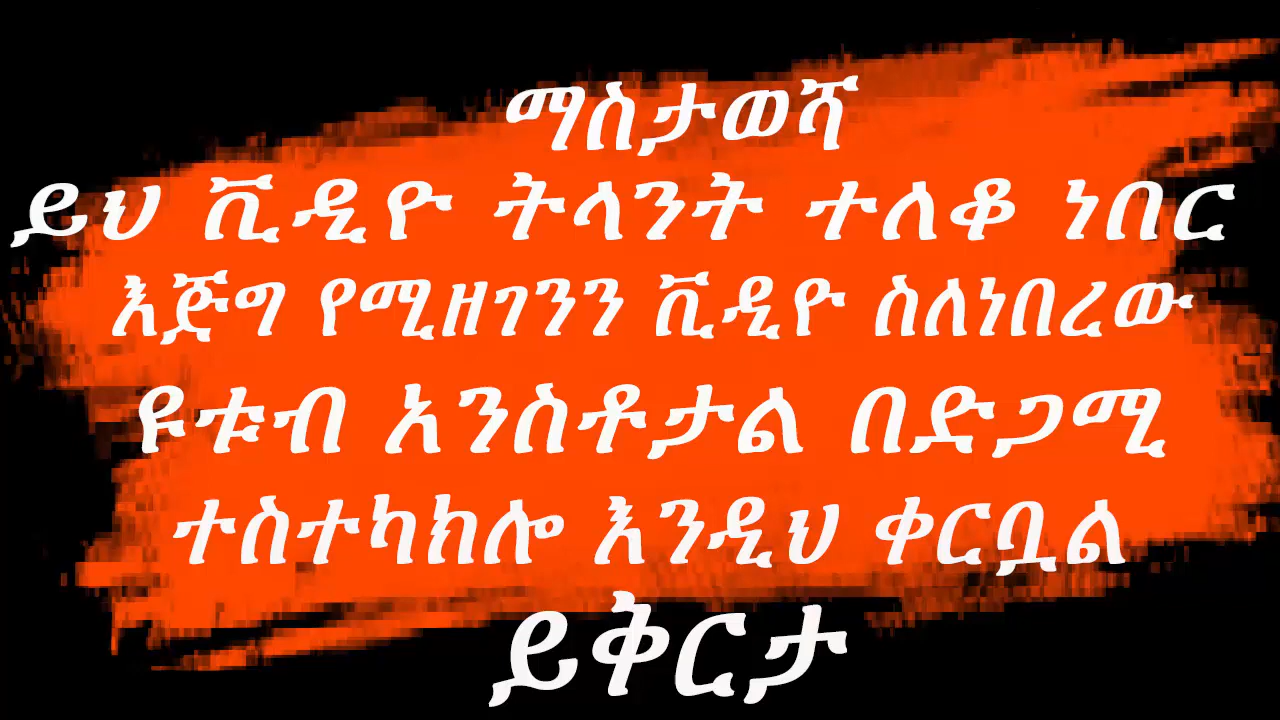 ማስታወሻ
ይህ ቪዲዮ ትላንት ተለቆ ነበር
እጅግ የሚዘገንን ቪዲዮ ስለነበረው
ዩቱብ አንስቶታል በድጋሚ
ተስተካክሎ እንዲህ ቀርቧል
ይቅርታ